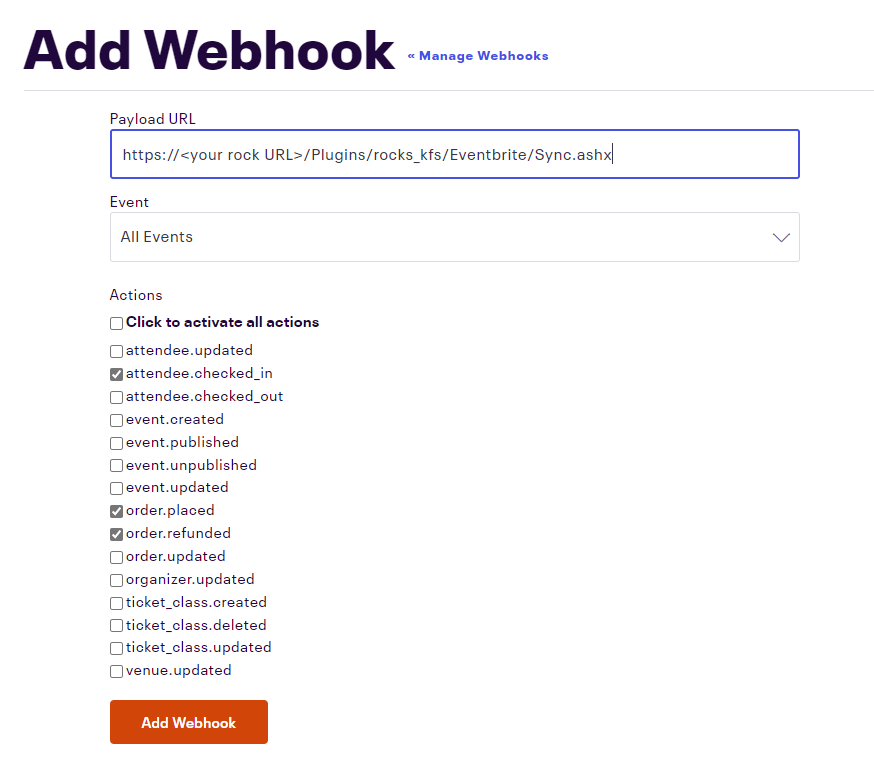 Add Webhook « Manage Webhooks
Payload URL
https://<your rock URL>/Plugins/rocks_kfs/Eventbrite/Sync.ashx
Event
All Events
Actions
Click to activate all actions
attendee.updated
attendee.checked_in
attendee.checked_out
event.created
event.published
event.unpublished
event.updated
order.placed
order.refunded
order.updated
organizer.updated
ticket_class.created
ticket_class.deleted
ticket_class.updated
venue.updated
Add Webhook